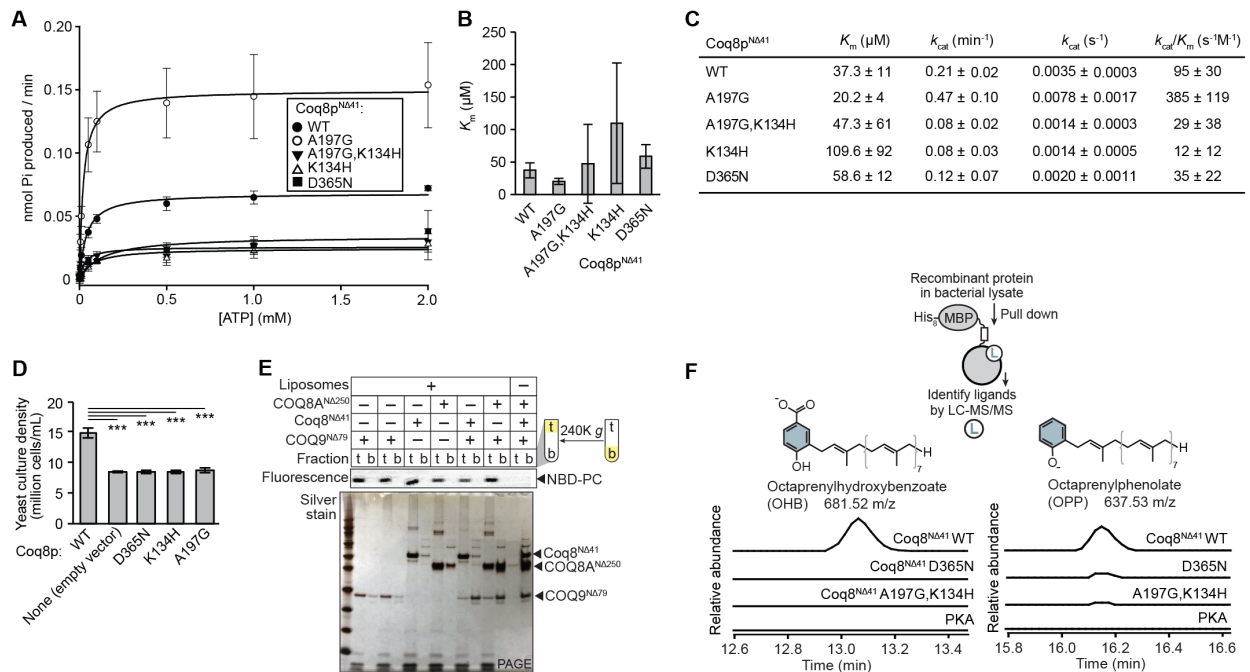 A
nmol Pi produced / min
0.20
0.15
0.10
0.05
0
0
0.5
1.0
1.5
2.0
[ATP] (mM)
Coq8pNΔ41:
WT
A197G
A197G,K134H
K134H
D365N
B
Km (µM)
250
200
150
100
50
0
WT
A197G
A197G,K134H
K134H
D365N
Coq8pNΔ41
C
Coq8pNΔ41 Km (µM) kcat (min-1) kcat (s-1) kcat/Km (s-1M-1)
WT 37.3 ± 11 0.21 ± 0.02 0.0035 ± 0.0003 95 ± 30
A197G 20.2 ± 4 0.47 ± 0.10 0.0078 ± 0.0017 385 ± 119
A197G,K134H 47.3 ± 61 0.08 ± 0.02 0.0014 ± 0.0003 29 ± 38
K134H 109.6 ± 92 0.08 ± 0.03 0.0014 ± 0.0005 12 ± 12
D365N 58.6 ± 12 0.12 ± 0.07 0.0020 ± 0.0011 35 ± 22
D
Yeast culture density
(million cells/mL)
20
15
10
5
0
*** *** *** ***
Coq8p:
WT
None (empty vector)
D365N
K134H
A197G
E
Liposomes + −
COQ8ANΔ250 − − − + − + +
Coq8NΔ41 − − + − + − +
COQ9NΔ79 + + − − + + +
Fraction t b t b t b t b t b t b t b
Fluorescence
NBD-PC
Silver
stain
Coq8NΔ41
COQ8ANΔ250
COQ9NΔ79
PAGE
240K g
t
b
t
b
F
Recombinant protein
in bacterial lysate
His8
MBP
Pull down
L
Identify ligands
by LC-MS/MS
L
-O
O
OH
7
H
Octaprenylhydroxybenzoate
(OHB) 681.52 m/z
O-
7
H
Octaprenylphenolate
(OPP) 637.53 m/z
Relative abundance
Coq8NΔ41 WT
Coq8NΔ41 D365N
Coq8NΔ41 A197G,K134H
PKA
12.6 12.8 13.0 13.2 13.4
Time (min)
Relative abundance
Coq8NΔ41 WT
D365N
A197G,K134H
PKA
15.8 16.0 16.2 16.4 16.6
Time (min)